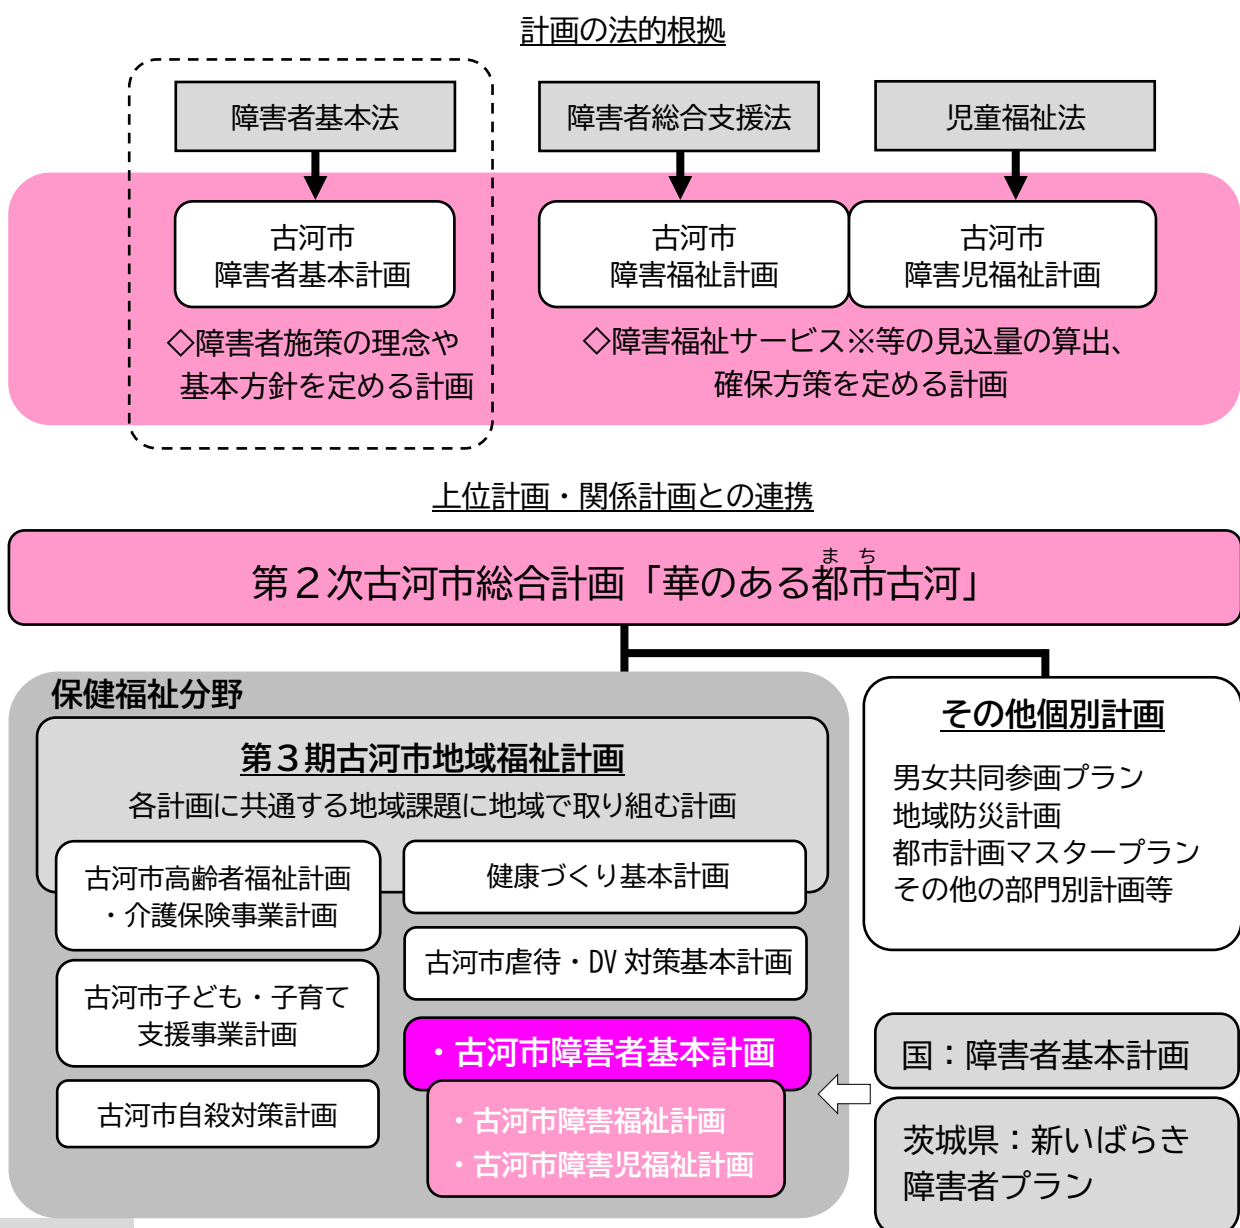 計画の法的根拠
障害者基本法
障害者総合支援法
児童福祉法
古河市
障害者基本計画
古河市
障害福祉計画
古河市
障害児福祉計画
◇障害者施策の理念や
基本方針を定める計画
◇障害福祉サービス※等の見込量の算出、
確保方策を定める計画
上位計画・関係計画との連携
まち
第２次古河市総合計画「華のある都市古河」
保健福祉分野
第３期古河市地域福祉計画
各計画に共通する地域課題に地域で取り組む計画
古河市高齢者福祉計画
・介護保険事業計画
古河市子ども・子育て
支援事業計画
古河市自殺対策計画
健康づくり基本計画
古河市虐待・DV 対策基本計画
・古河市障害者基本計画
・古河市障害福祉計画
・古河市障害児福祉計画
その他個別計画
男女共同参画プラン
地域防災計画
都市計画マスタープラン
その他の部門別計画等
国：障害者基本計画
茨城県：新いばらき
障害者プラン